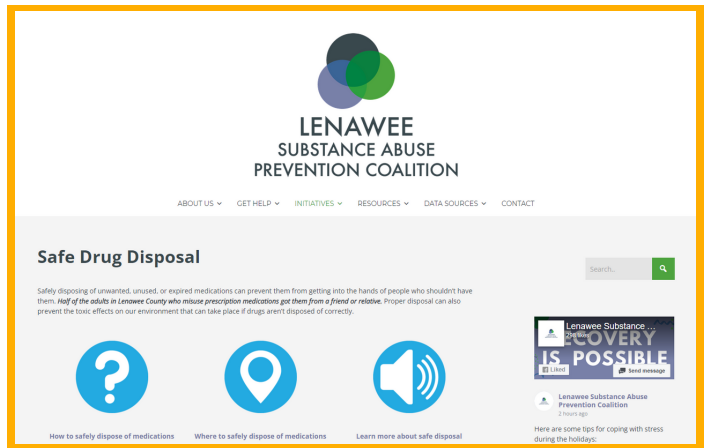 LENAWEE
SUBSTANCE ABUSE
PREVENTION COALITION
ABOUT US
GET HELP
INITIATIVES
RESOURCES
DATA SOURCES
CONTACT
Safe Drug Disposal
Search..
Safely disposing of unwanted, unused, or expired medications can prevent them from getting into the hands of people who shouldn't have
them. Half of the adults in Lenawee County who misuse prescription medications got them from a friend or relative. Proper disposal can also
prevent the toxic effects on our environment that can take place if drugs aren't disposed of correctly.
?
How to safely dispose of medications
Where to safely dispose of medications
Learn more about safe disposal
Lenawee Substance ...
likes
IS POSSIBLE
Liked
Send message
Lenawee Substance Abuse
Prevention Coalition
2 hours ago
Here are some tips for coping with stress
during the holidays: